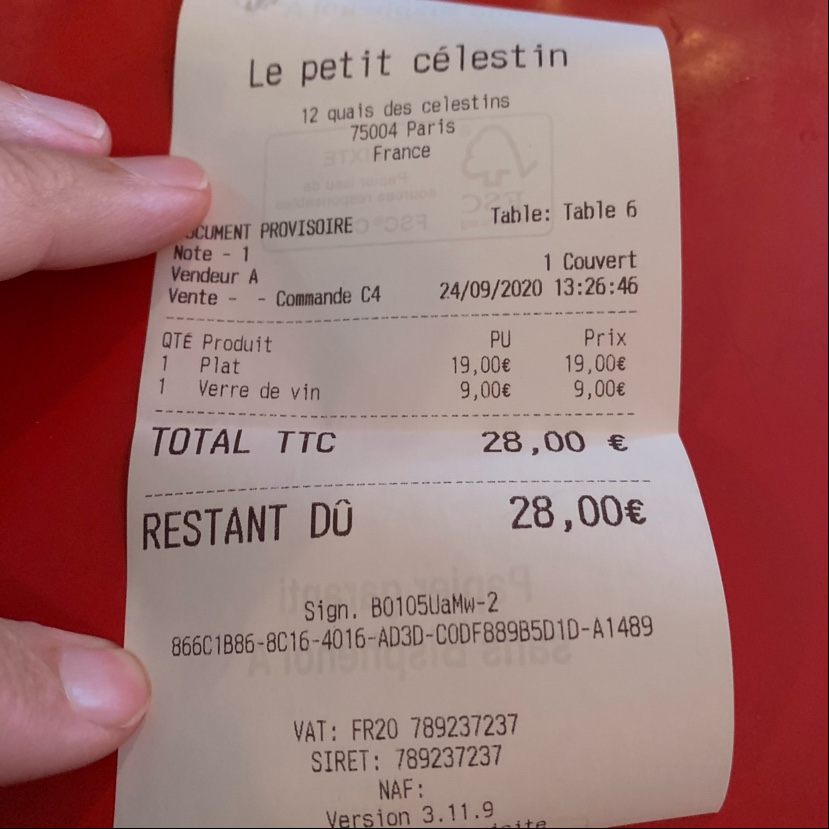 Le petit célestin
12 quais des celestins
75004 Paris
France
DOCUMENT PROVISOIRE Table: Table 6
Note - 1
1 Couvert
Vendeur A
Vente - - Commande C4 24/09/2020 13:26:46
QTÉ Produit PU Prix
1 Plat 19,00€ 19,00€
1 Verre de vin 9,00€ 9,00€
TOTAL TTC 28,00 €
RESTANT DÛ 28,00€
Sign. B0105UaMw-2
866C1B86-8C16-4016-AD3D-C0DF889B5D1D-A1489
VAT: FR20 789237237
SIRET: 789237237
NAF:
Version 3.11.9